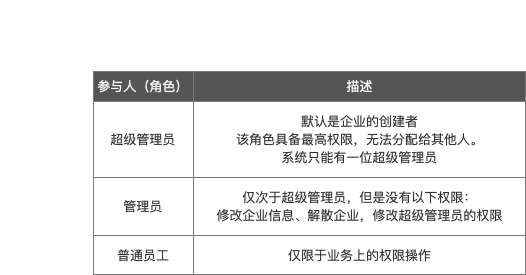 参与人（角色）
描述
超级管理员
默认是企业的创建者
该角色具备最高权限，无法分配给其他人。
系统只能有一位超级管理员
管理员
仅次于超级管理员，但是没有以下权限：
修改企业信息、解散企业，修改超级管理员的权限
普通员工
仅限于业务上的权限操作